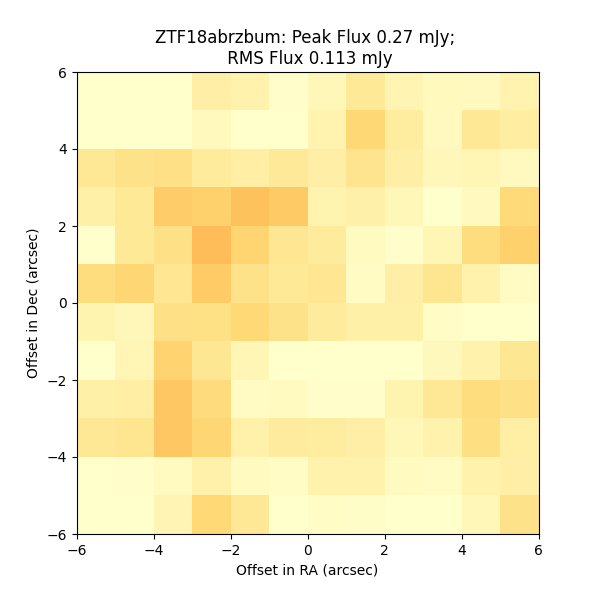 ZTF18abrzbum: Peak Flux 0.27 mJy;
RMS Flux 0.113 mJy
6
4
2
0
−2
−4
−6
Offset in Dec (arcsec)
−6 −4 −2 0 2 4 6
Offset in RA (arcsec)